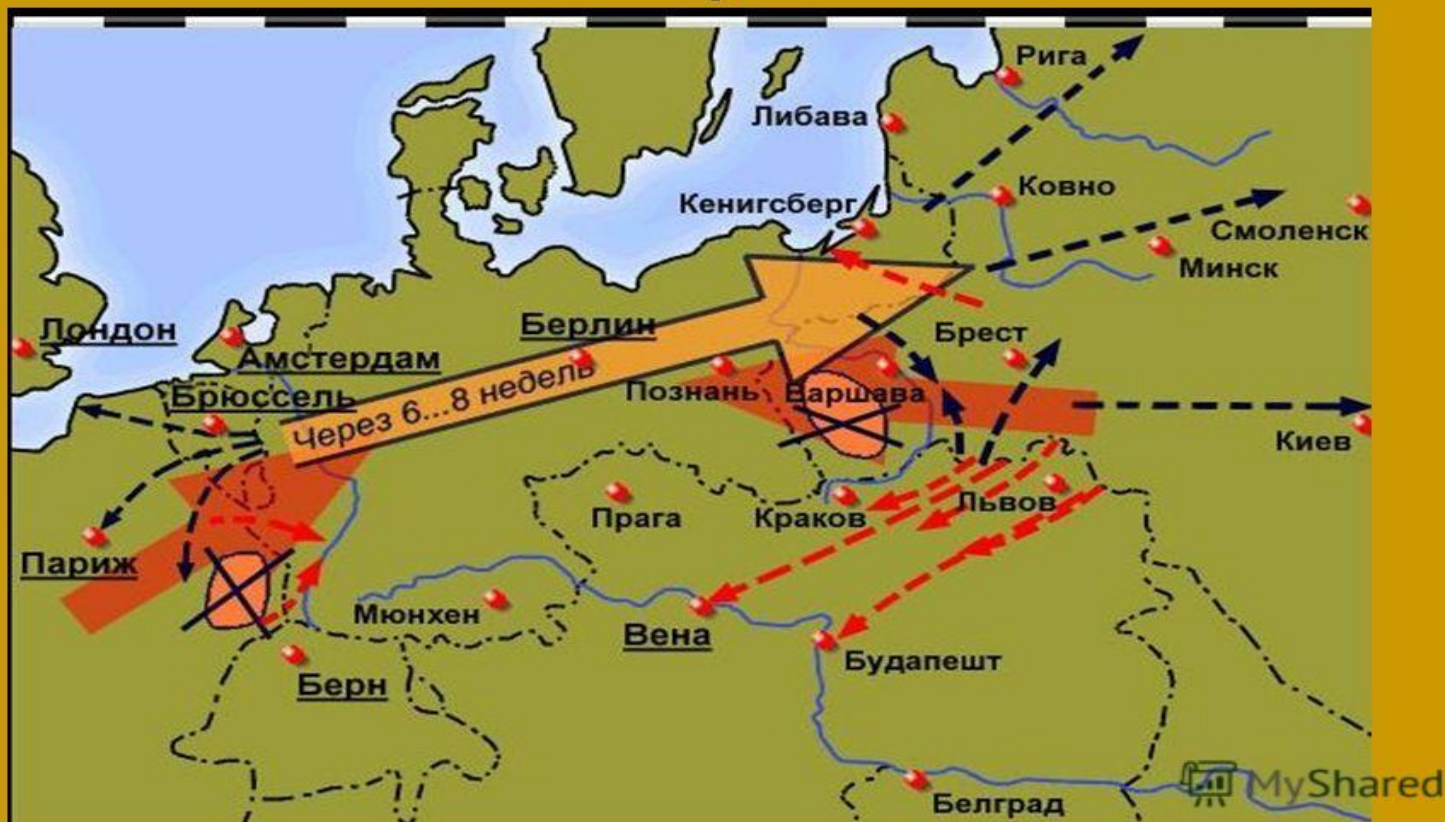 Рига
Либава
Ковно
Кенигсберг
Смоленск
Минск
Лондон
Берлин
Брест
Амстердам
Брюссель
Через 6...8 недель
Познань
Варшава
Киев
Прага
Краков
Львов
Париж
Мюнхен
Вена
Будапешт
Берн
Белград
MyShared